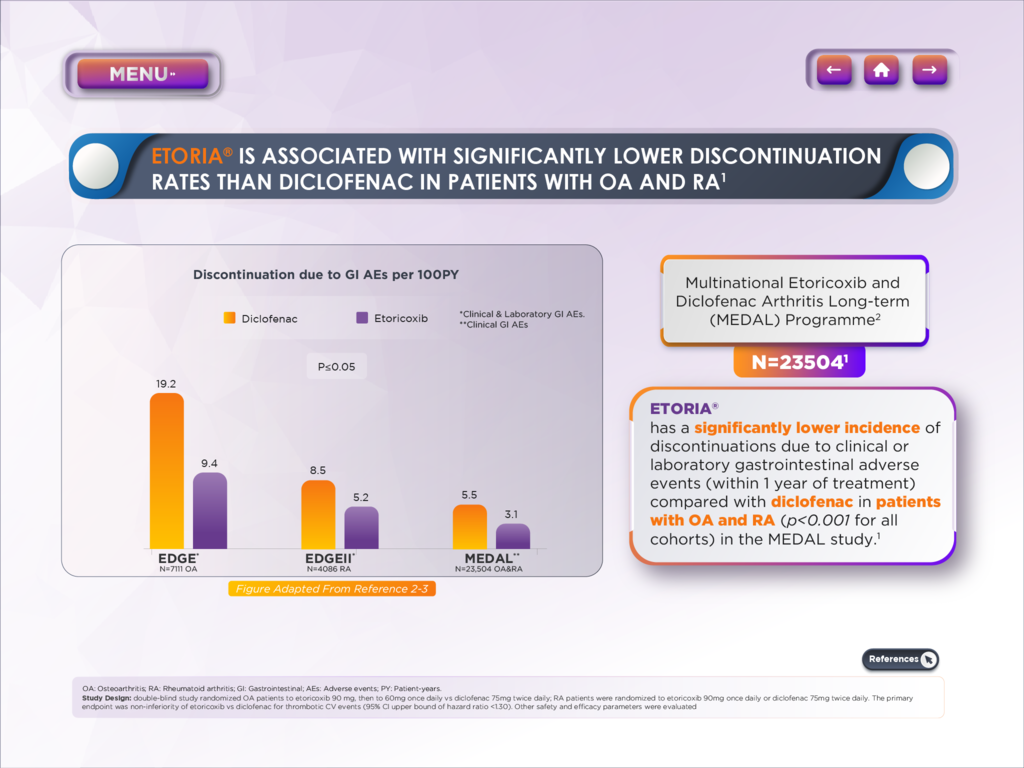 MENU
ETORIA® IS ASSOCIATED WITH SIGNIFICANTLY LOWER DISCONTINUATION
RATES THAN DICLOFENAC IN PATIENTS WITH OA AND RA¹
Discontinuation due to GI AEs per 100PY
Diclofenac
Etoricoxib
*Clinical & Laboratory GI AEs.
**Clinical GI AEs
P≤0.05
19.2
9.4
8.5
5.2
5.5
3.1
EDGE*
N=7111 OA
EDGEII*
N=4086 RA
MEDAL**
N=23,504 OA&RA
Figure Adapted From Reference 2-3
Multinational Etoricoxib and
Diclofenac Arthritis Long-term
(MEDAL) Programme²
N=23504¹
ETORIA®
has a significantly lower incidence of
discontinuations due to clinical or
laboratory gastrointestinal adverse
events (within 1 year of treatment)
compared with diclofenac in patients
with OA and RA (p<0.001 for all
cohorts) in the MEDAL study.¹
References
OA: Osteoarthritis; RA: Rheumatoid arthritis; GI: Gastrointestinal; AEs: Adverse events; PY: Patient-years.
Study Design: double-blind study randomized OA patients to etoricoxib 90 mg, then to 60mg once daily vs diclofenac 75mg twice daily; RA patients were randomized to etoricoxib 90mg once daily or diclofenac 75mg twice daily. The primary
endpoint was non-inferiority of etoricoxib vs diclofenac for thrombotic CV events (95% CI upper bound of hazard ratio <1.30). Other safety and efficacy parameters were evaluated